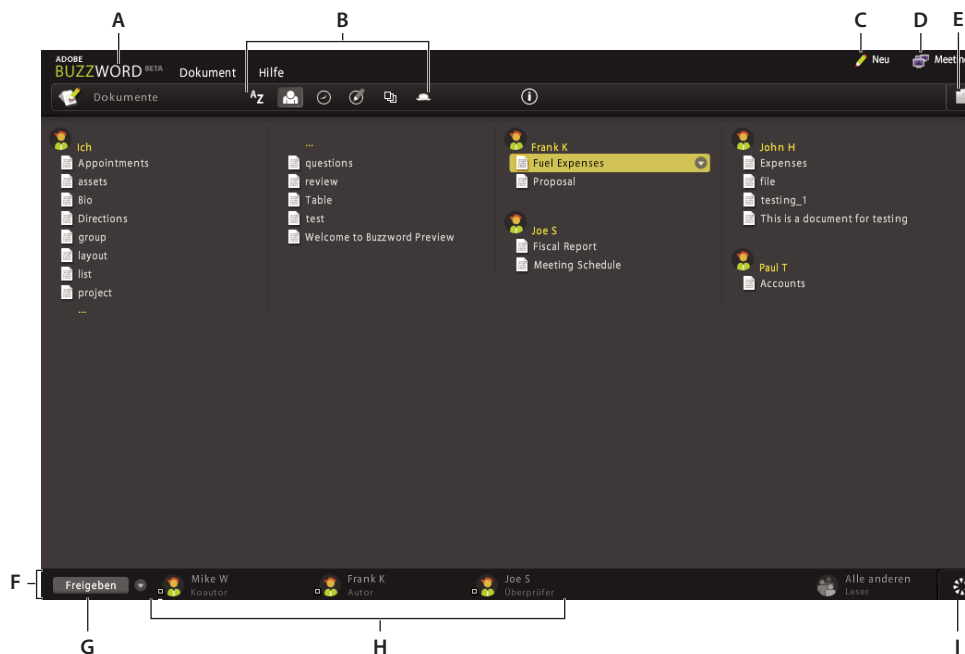 A B C D E
ADOBE
BUZZWORD BETA Dokument Hilfe Neu
Dokumente AZ i
Ich
Appointments
assets
Bio
Directions
group
layout
list
project
...
...
questions
review
Table
test
Welcome to Buzzword Preview
Frank K
Fuel Expenses
Proposal
Joe S
Fiscal Report
Meeting Schedule
John H
Expenses
file
testing_1
This is a document for testing
Paul T
Accounts
F
Freigeben
Mike W
Koautor
Frank K
Autor
Joe S
Überprüfer
Alle anderen
Leser
G H I